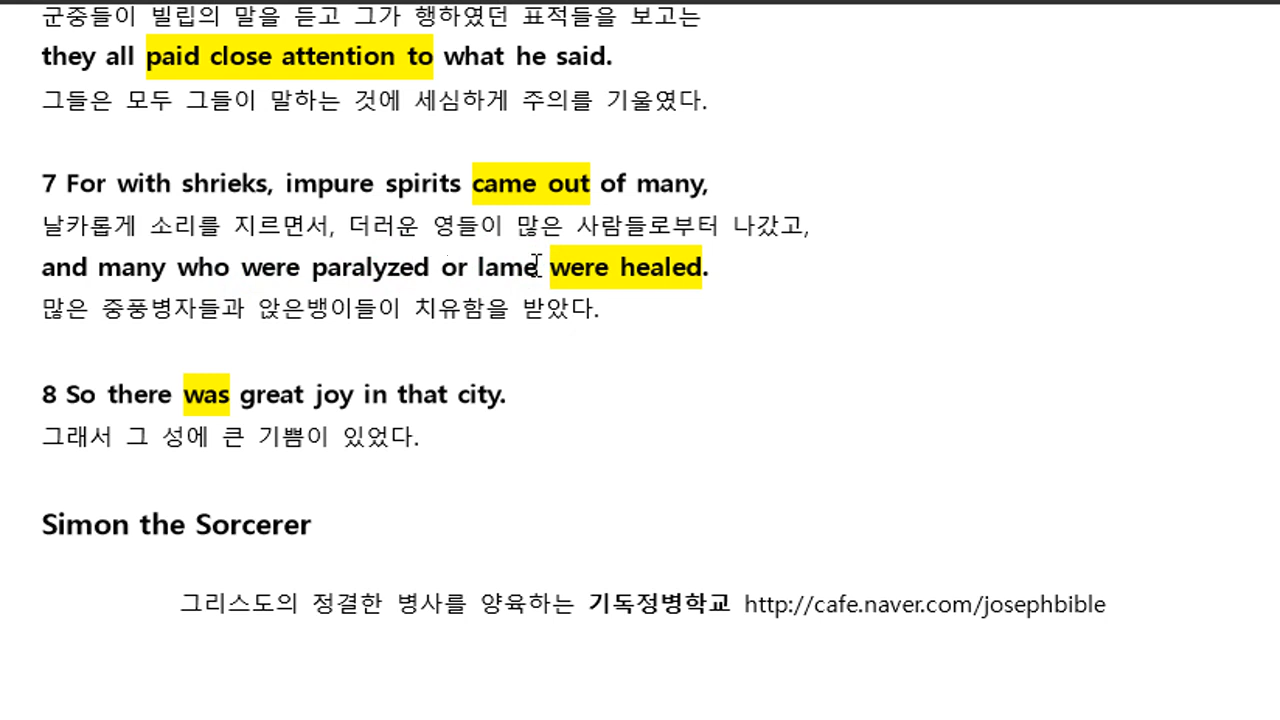 군중들이 빌립의 말을 듣고 그가 행하였던 표적들을 보고는
they all paid close attention to what he said.
그들은 모두 그들이 말하는 것에 세심하게 주의를 기울였다.
7 For with shrieks, impure spirits came out of many,
날카롭게 소리를 지르면서, 더러운 영들이 많은 사람들로부터 나갔고,
and many who were paralyzed or lame were healed.
많은 중풍병자들과 앉은뱅이들이 치유함을 받았다.
8 So there was great joy in that city.
그래서 그 성에 큰 기쁨이 있었다.
Simon the Sorcerer
그리스도의 정결한 병사를 양육하는 기독정병학교 http://cafe.naver.com/josephbible